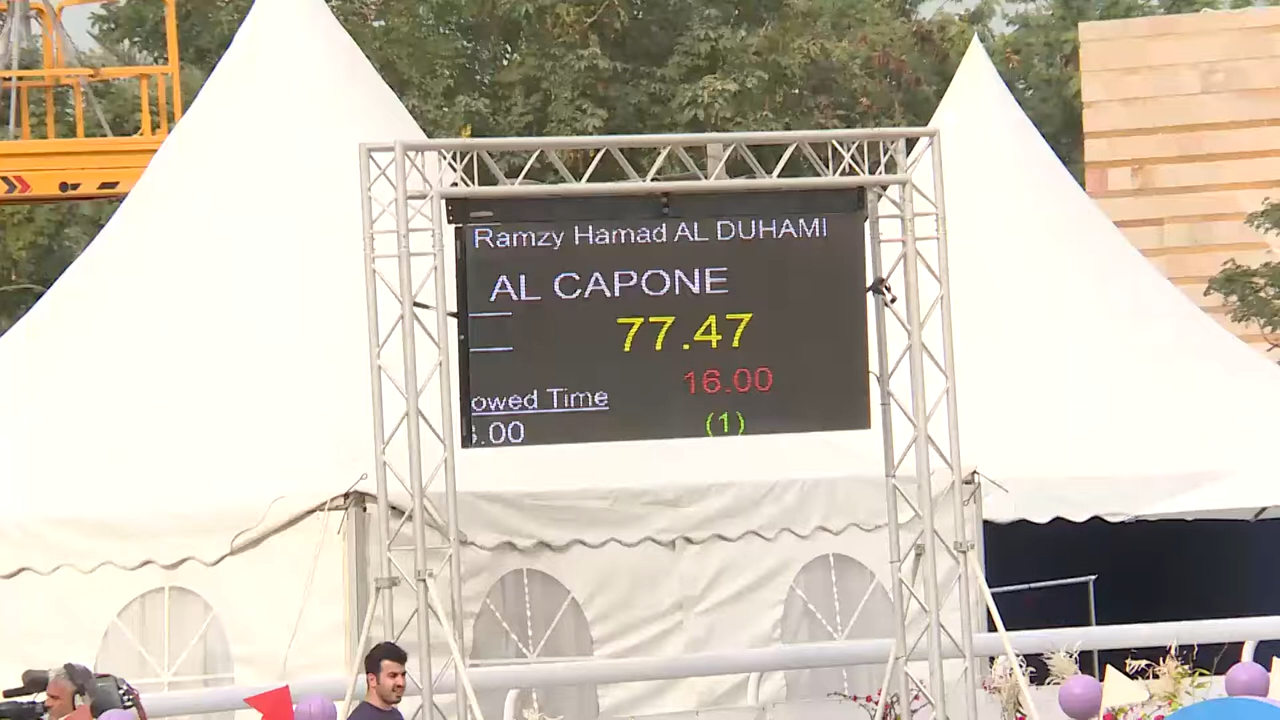 Ramzy Hamad AL DUHAMI
AL CAPONE
77.47
16.00
owed Time
.00
(1)